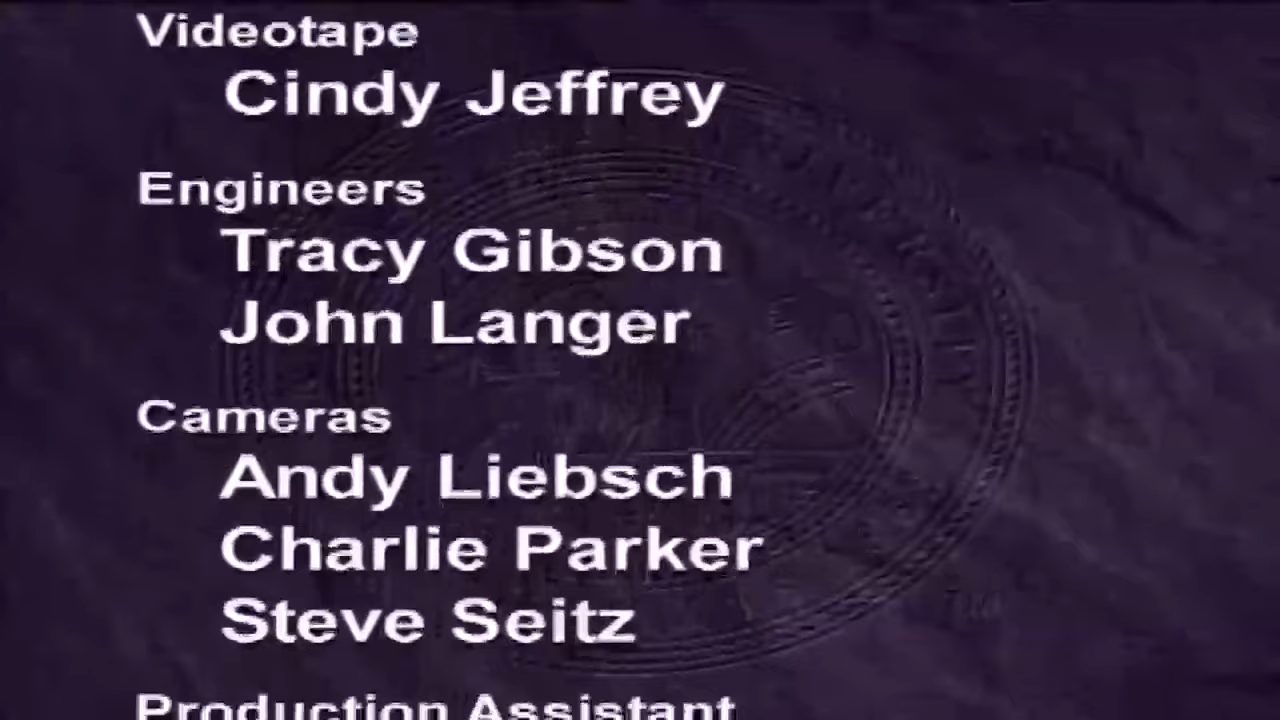 Videotape
Cindy Jeffrey
Engineers
Tracy Gibson
John Langer
Cameras
Andy Liebsch
Charlie Parker
Steve Seitz
Production Assistant